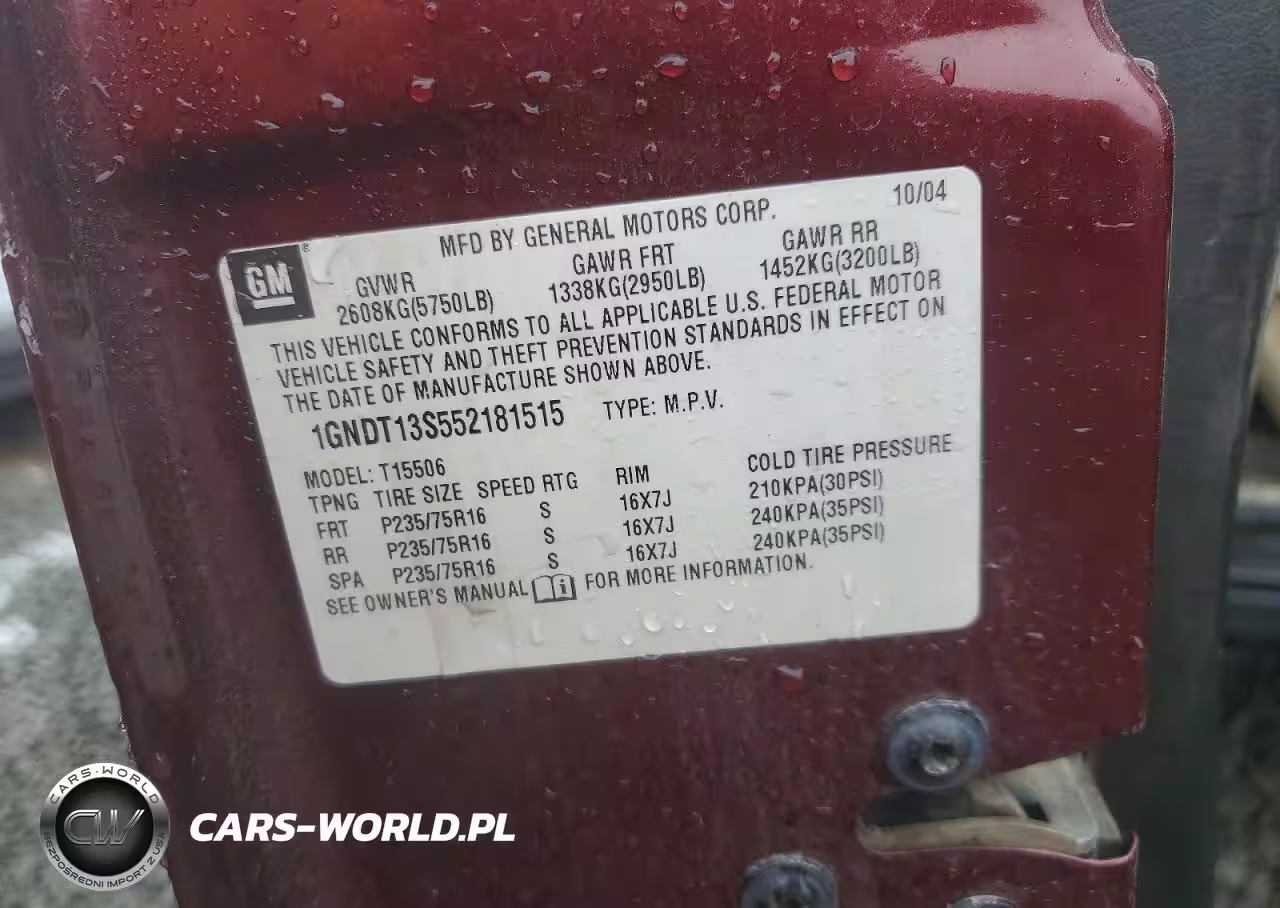 10/04
MFD BY GENERAL MOTORS CORP.
GM ®
GVWR GAWR FRT GAWR RR
2608KG(5750LB) 1338KG(2950LB) 1452KG(3200LB)
THIS VEHICLE CONFORMS TO ALL APPLICABLE U.S. FEDERAL MOTOR
VEHICLE SAFETY AND THEFT PREVENTION STANDARDS IN EFFECT ON
THE DATE OF MANUFACTURE SHOWN ABOVE.
1GNDT13S552181515 TYPE: M.P.V.
MODEL: T15506
TPNG TIRE SIZE SPEED RTG RIM COLD TIRE PRESSURE
FRT P235/75R16 S 16X7J 210KPA(30PSI)
RR P235/75R16 S 16X7J 240KPA(35PSI)
SPA P235/75R16 S 16X7J 240KPA(35PSI)
SEE OWNER'S MANUAL i FOR MORE INFORMATION.
CARS-WORLD
CW
BEZPOŚREDNI IMPORT Z USA
CARS-WORLD.PL